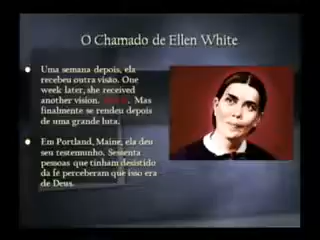 O Chamado de Ellen White
Uma semana depois, ela
recebeu outra visão. One
week later, she received
another vision. Mas
finalmente se rendeu depois
de uma grande luta.
Em Portland, Maine, ela deu
seu testemunho. Sessenta
pessoas que tinham desistido
da fé perceberam que isso era
de Deus.